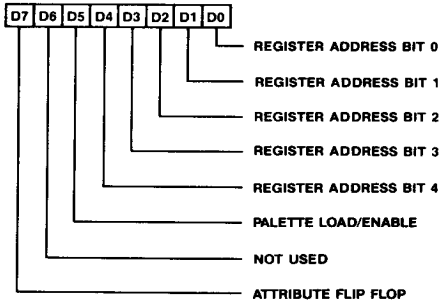 D7 D6 D5 D4 D3 D2 D1 D0
REGISTER ADDRESS BIT 0
REGISTER ADDRESS BIT 1
REGISTER ADDRESS BIT 2
REGISTER ADDRESS BIT 3
REGISTER ADDRESS BIT 4
PALETTE LOAD/ENABLE
NOT USED
ATTRIBUTE FLIP FLOP